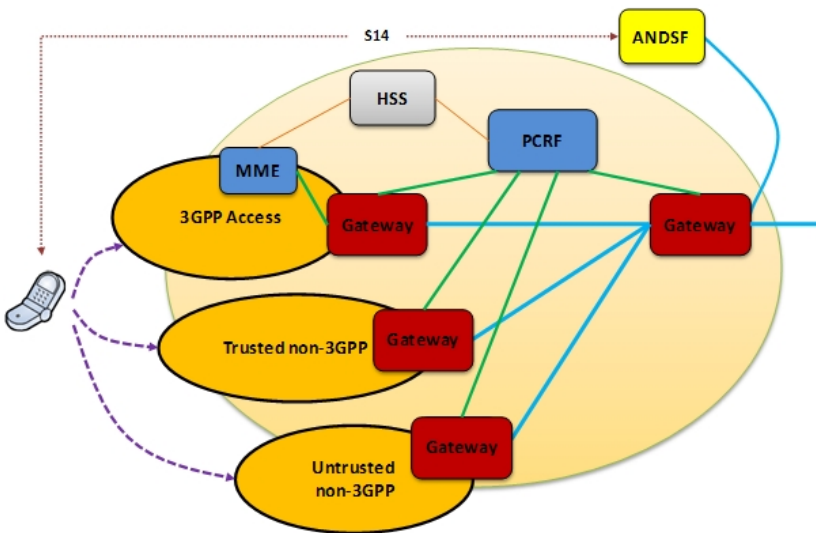 S14
ANDSF
HSS
PCRF
MME
3GPP Access
Gateway
Gateway
Trusted non-3GPP
Gateway
Gateway
Untrusted
non-3GPP